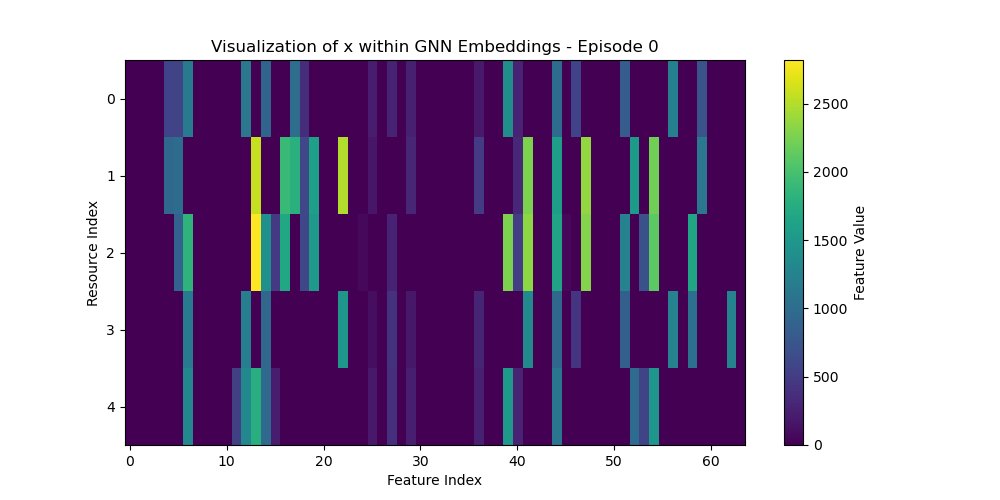 Visualization of x within GNN Embeddings - Episode 0
Resource Index
0
1
2
3
4
0 10 20 30 40 50 60
Feature Index
2500
2000
1500
1000
500
0
Feature Value